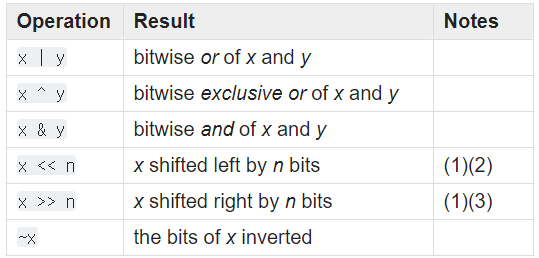 Operation Result Notes
x | y bitwise or of x and y
x ^ y bitwise exclusive or of x and y
x & y bitwise and of x and y
x << n x shifted left by n bits (1)(2)
x >> n x shifted right by n bits (1)(3)
~x the bits of x inverted